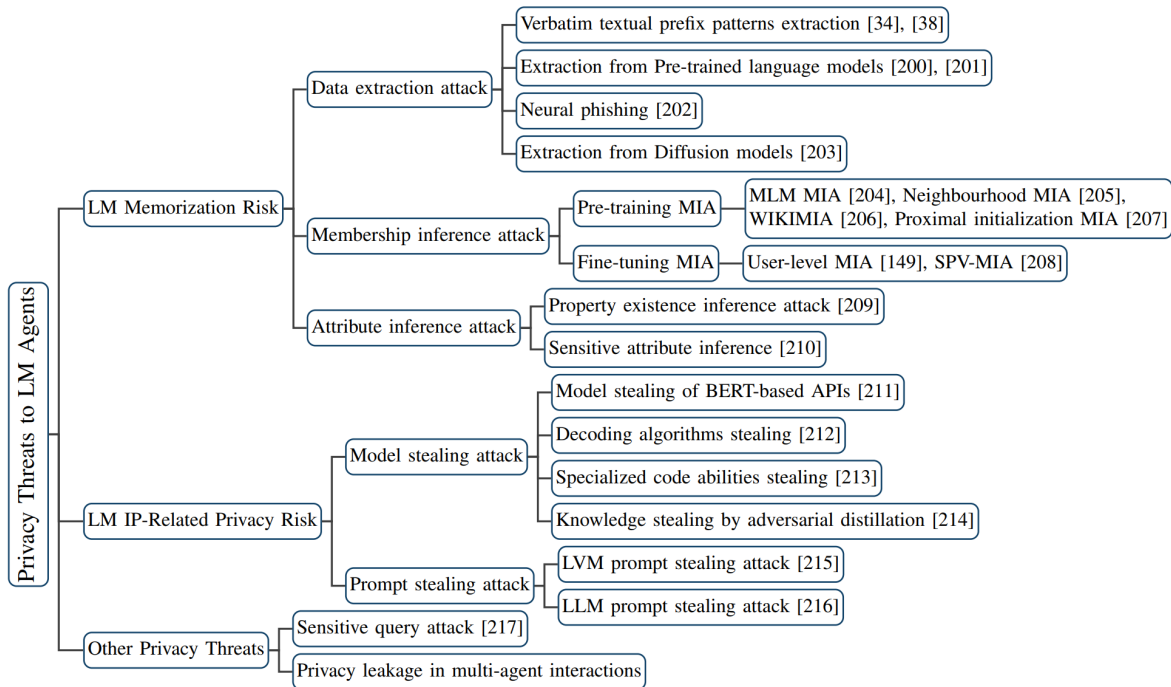 Privacy Threats to LM Agents
LM Memorization Risk
Data extraction attack
Verbatim textual prefix patterns extraction [34], [38]
Extraction from Pre-trained language models [200], [201]
Neural phishing [202]
Extraction from Diffusion models [203]
Membership inference attack
Pre-training MIA
MLM MIA [204], Neighbourhood MIA [205],
WIKIMIA [206], Proximal initialization MIA [207]
Fine-tuning MIA
User-level MIA [149], SPV-MIA [208]
Attribute inference attack
Property existence inference attack [209]
Sensitive attribute inference [210]
LM IP-Related Privacy Risk
Model stealing attack
Model stealing of BERT-based APIs [211]
Decoding algorithms stealing [212]
Specialized code abilities stealing [213]
Knowledge stealing by adversarial distillation [214]
Prompt stealing attack
LVM prompt stealing attack [215]
LLM prompt stealing attack [216]
Other Privacy Threats
Sensitive query attack [217]
Privacy leakage in multi-agent interactions